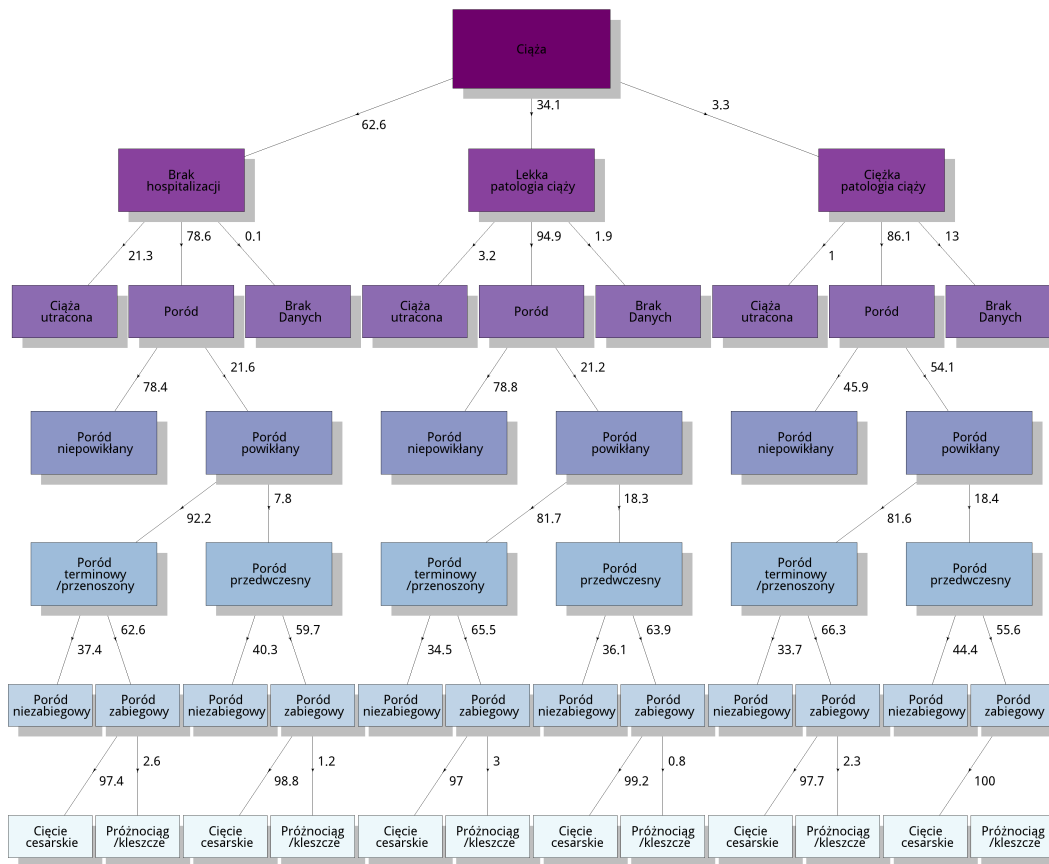 Ciąża
62.6
34.1
3.3
Brak
hospitalizacji
Lekka
patologia ciąży
Ciężka
patologia ciąży
21.3
78.6
0.1
3.2
94.9
1.9
1
86.1
13
Ciąża
utracona
Poród
Brak
Danych
Ciąża
utracona
Poród
Brak
Danych
Ciąża
utracona
Poród
Brak
Danych
78.4
21.6
78.8
21.2
45.9
54.1
Poród
niepowikłany
Poród
powikłany
Poród
niepowikłany
Poród
powikłany
Poród
niepowikłany
Poród
powikłany
92.2
7.8
81.7
18.3
81.6
18.4
Poród
terminowy
/przenoszony
Poród
przedwczesny
Poród
terminowy
/przenoszony
Poród
przedwczesny
Poród
terminowy
/przenoszony
Poród
przedwczesny
37.4
62.6
40.3
59.7
34.5
65.5
36.1
63.9
33.7
66.3
44.4
55.6
Poród
niezabiegowy
Poród
zabiegowy
Poród
niezabiegowy
Poród
zabiegowy
Poród
niezabiegowy
Poród
zabiegowy
Poród
niezabiegowy
Poród
zabiegowy
Poród
niezabiegowy
Poród
zabiegowy
Poród
niezabiegowy
Poród
zabiegowy
97.4
2.6
98.8
1.2
97
3
99.2
0.8
97.7
2.3
100
Cięcie
cesarskie
Próżnociąg
/kleszcze
Cięcie
cesarskie
Próżnociąg
/kleszcze
Cięcie
cesarskie
Próżnociąg
/kleszcze
Cięcie
cesarskie
Próżnociąg
/kleszcze
Cięcie
cesarskie
Próżnociąg
/kleszcze
Cięcie
cesarskie
Próżnociąg
/kleszcze